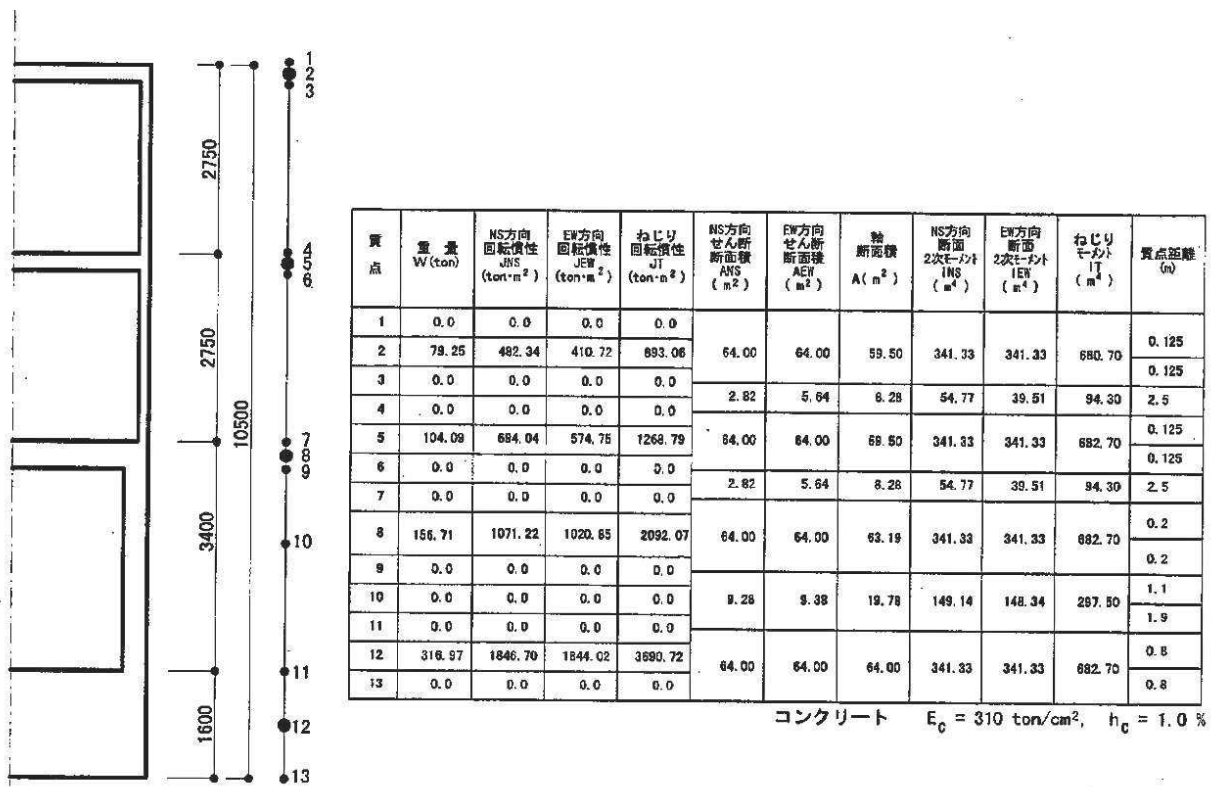 2750
2750
3400
1600
10500
1
2
3
4
5
6
7
8
9
10
11
12
13
質点 重量 W(ton) NS方向回転慣性 JNS (ton·m²) EW方向回転慣性 JEW (ton·m²) ねじり回転慣性 JT (ton·m²) NS方向せん断断面積 ANS (m²) EW方向せん断断面積 AEW (m²) 軸断面積 A(m²) NS方向断面2次モーメント INS (m⁴) EW方向断面2次モーメント IEW (m⁴) ねじりモーメント IT (m⁴) 質点距離 (m)
1 0.0 0.0 0.0 0.0
2 79.25 482.34 410.72 893.06 64.00 64.00 59.50 341.33 341.33 680.70 0.125
0.125
3 0.0 0.0 0.0 0.0
2.82 5.64 8.28 54.77 39.51 94.30 2.5
4 0.0 0.0 0.0 0.0
5 104.09 694.04 574.75 1268.79 64.00 64.00 59.50 341.33 341.33 682.70 0.125
0.125
6 0.0 0.0 0.0 0.0
2.82 5.64 8.28 54.77 39.51 94.30 2.5
7 0.0 0.0 0.0 0.0
8 156.71 1071.22 1020.85 2092.07 64.00 64.00 63.19 341.33 341.33 682.70 0.2
0.2
9 0.0 0.0 0.0 0.0
10 0.0 0.0 0.0 0.0 9.28 9.38 19.78 149.14 148.34 297.50 1.1
1.9
11 0.0 0.0 0.0 0.0
12 316.97 1846.70 1844.02 3690.72 64.00 64.00 64.00 341.33 341.33 682.70 0.8
13 0.0 0.0 0.0 0.0 0.8
コンクリート E_c = 310 ton/cm², h_c = 1.0 %